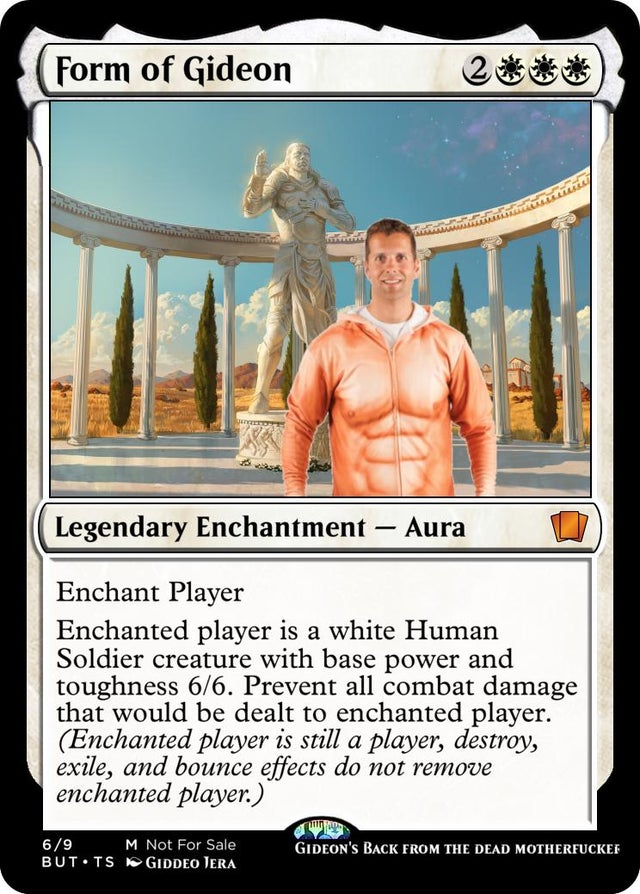 Form of Gideon 2
Legendary Enchantment — Aura
Enchant Player
Enchanted player is a white Human
Soldier creature with base power and
toughness 6/6. Prevent all combat damage
that would be dealt to enchanted player.
(Enchanted player is still a player, destroy,
exile, and bounce effects do not remove
enchanted player.)
6/9 M Not For Sale
BUT • TS Giddeo Jera
Gideon's Back from the dead motherfucker